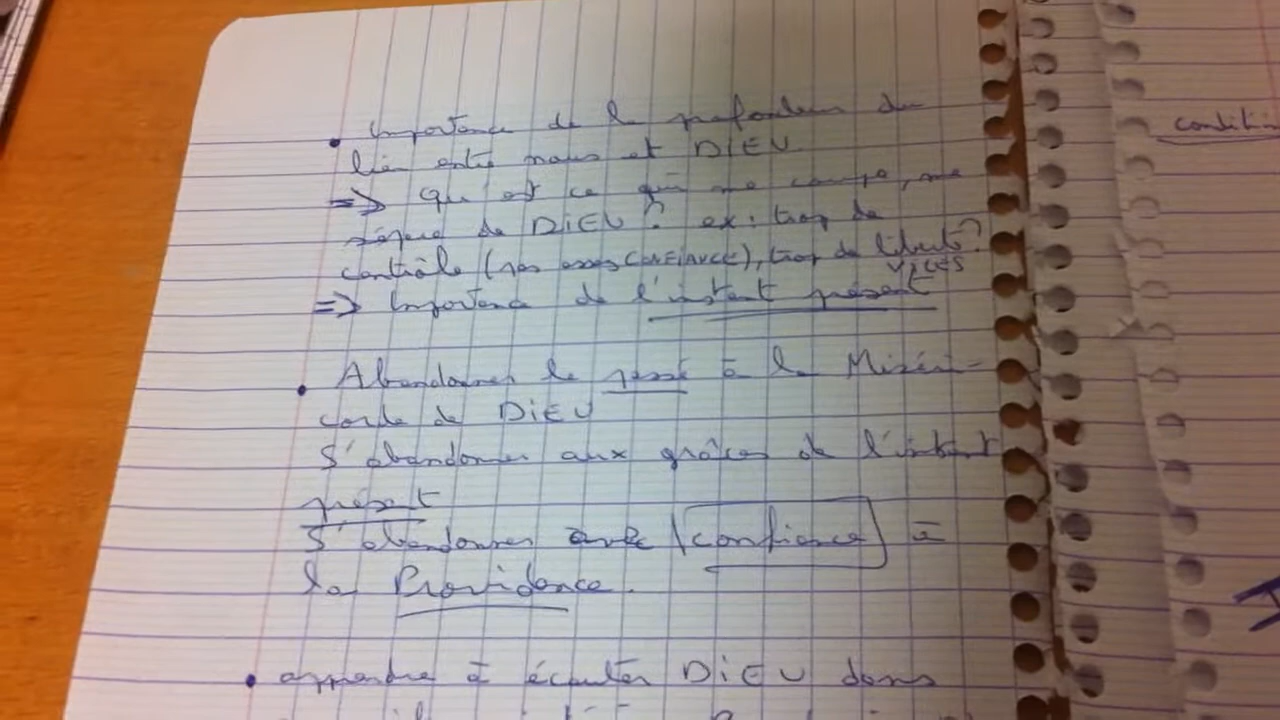 • Importance de la profondeur du
lien entre nous et DIEU
=> Qu'est ce qui me coupe, me
sépare de DIEU ? ex : trop de
contrôle (pas assez CONFIANCE), trop de liberté ?
VICES
=> Importance de l'instant présent
• Abandonner le passé à la Miséri-
corde de DIEU
S'abandonner aux grâces de l'instant
présent
S'abandonner avec confiance à
la Providence.
• apprendre à écouter DIEU dans
conditi